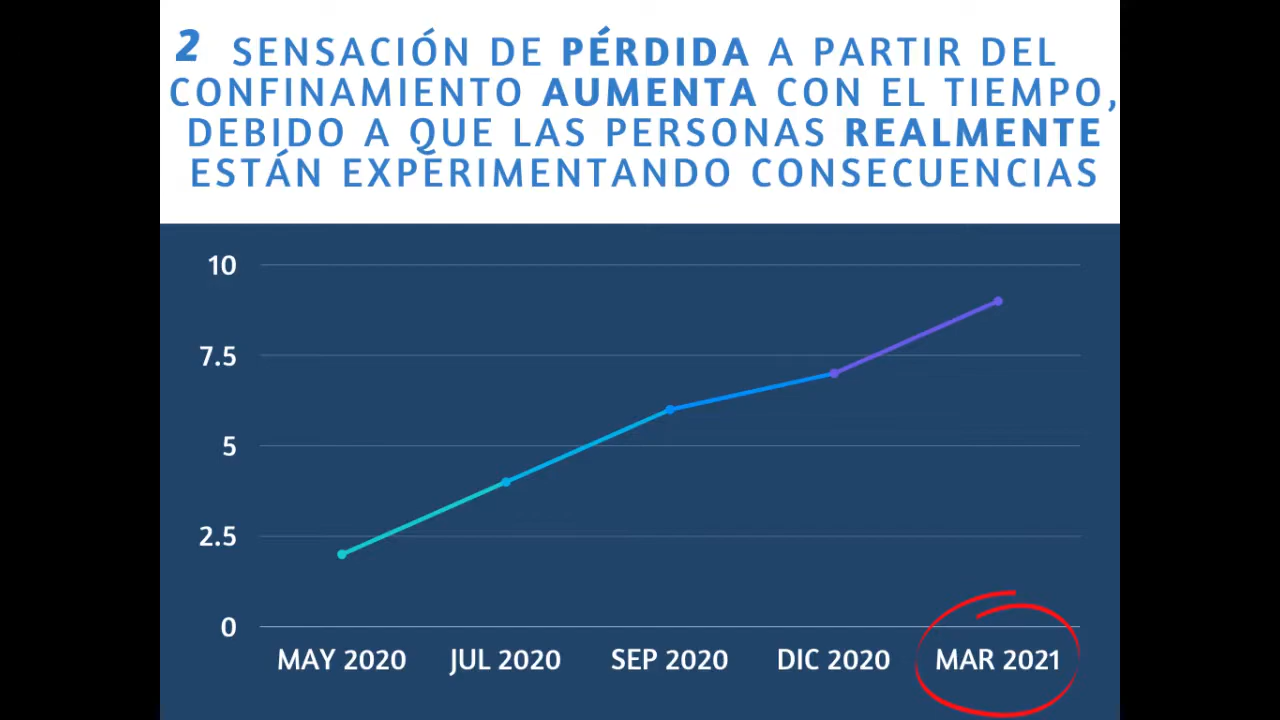 2 SENSACIÓN DE PÉRDIDA A PARTIR DEL
CONFINAMIENTO AUMENTA CON EL TIEMPO,
DEBIDO A QUE LAS PERSONAS REALMENTE
ESTÁN EXPERIMENTANDO CONSECUENCIAS
10
7.5
5
2.5
0
MAY 2020 JUL 2020 SEP 2020 DIC 2020 MAR 2021